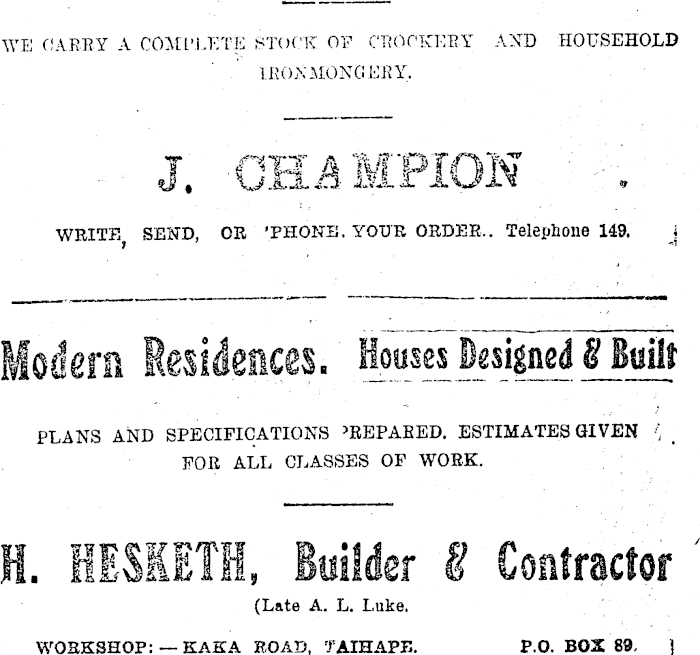 WE CARRY A COMPLETE STOCK OF CROCKERY AND HOUSEHOLD
IRONMONGERY.
J. CHAMPION
WRITE, SEND, OR 'PHONE. YOUR ORDER.. Telephone 149.
Modern Residences. Houses Designed & Built
PLANS AND SPECIFICATIONS PREPARED. ESTIMATES GIVEN
FOR ALL CLASSES OF WORK.
H. HESKETH, Builder & Contractor
(Late A. L. Luke.
WORKSHOP: — KAKA ROAD, TAIHAPE. P.O. BOX 89.